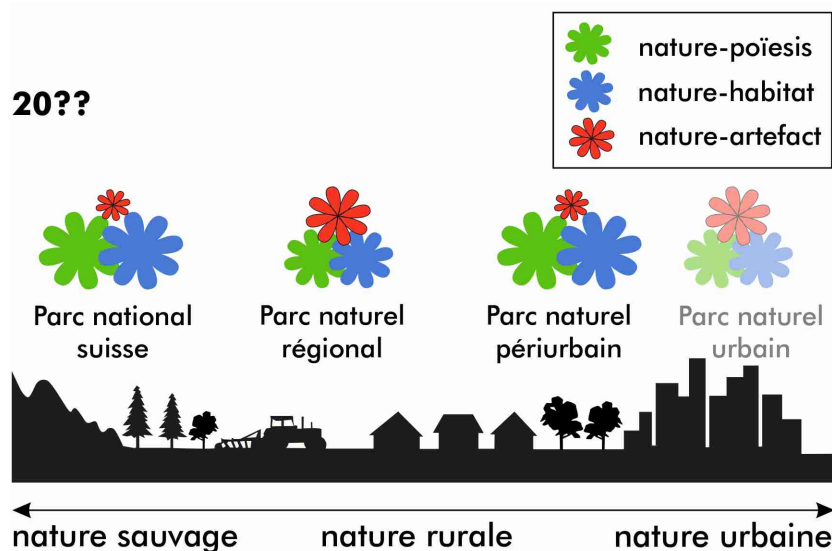 nature-poïesis
nature-habitat
nature-artefact
20??
Parc national
suisse
Parc naturel
régional
Parc naturel
périurbain
Parc naturel
urbain
nature sauvage
nature rurale
nature urbaine